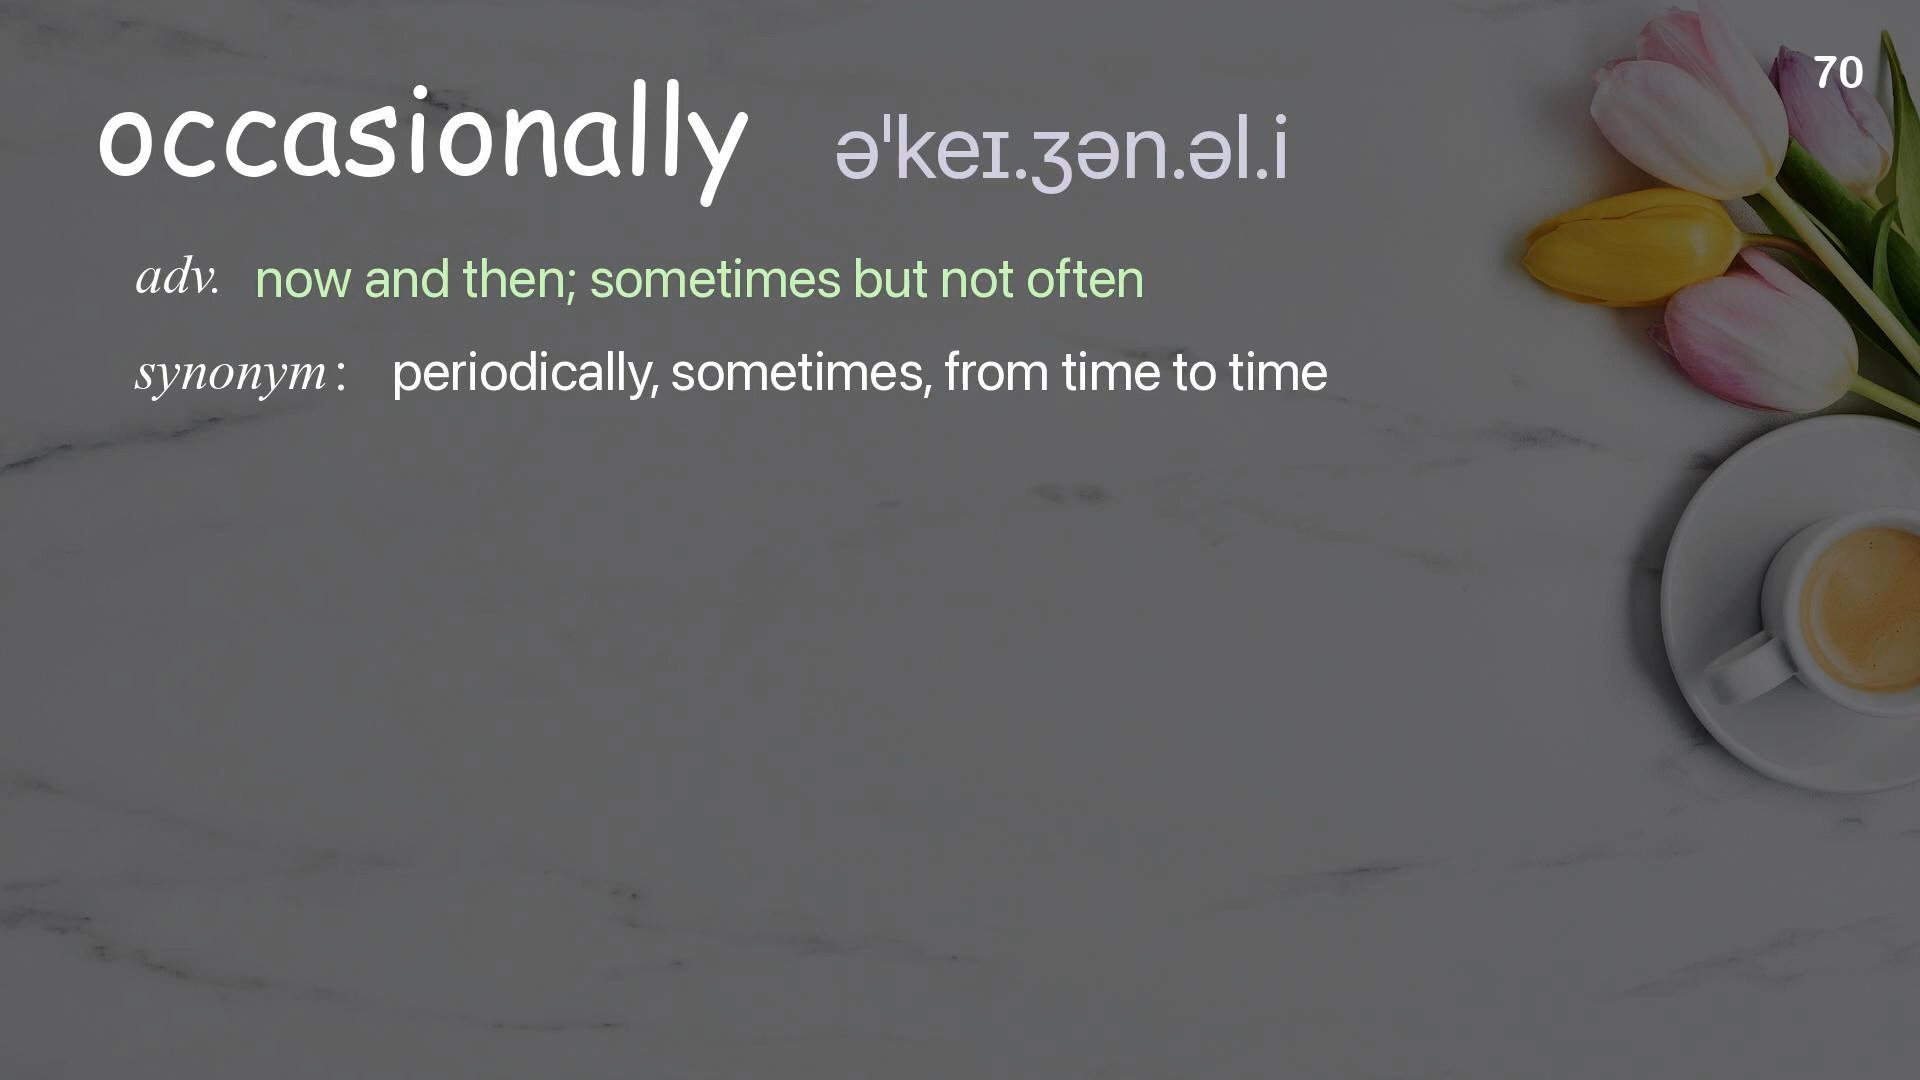 70
occasionally əˈkeɪ.ʒən.əl.i
adv. now and then; sometimes but not often
synonym: periodically, sometimes, from time to time